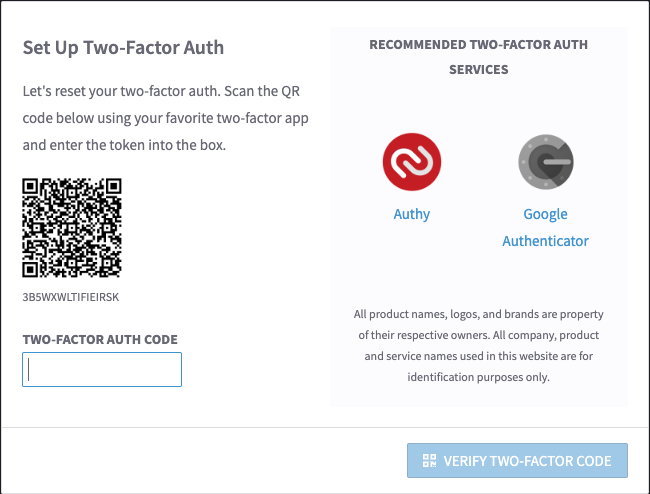 Set Up Two-Factor Auth
Let's reset your two-factor auth. Scan the QR
code below using your favorite two-factor app
and enter the token into the box.
3B5WXWLTIFIEIRSK
TWO-FACTOR AUTH CODE
RECOMMENDED TWO-FACTOR AUTH
SERVICES
Authy
Google
Authenticator
All product names, logos, and brands are property
of their respective owners. All company, product
and service names used in this website are for
identification purposes only.
VERIFY TWO-FACTOR CODE